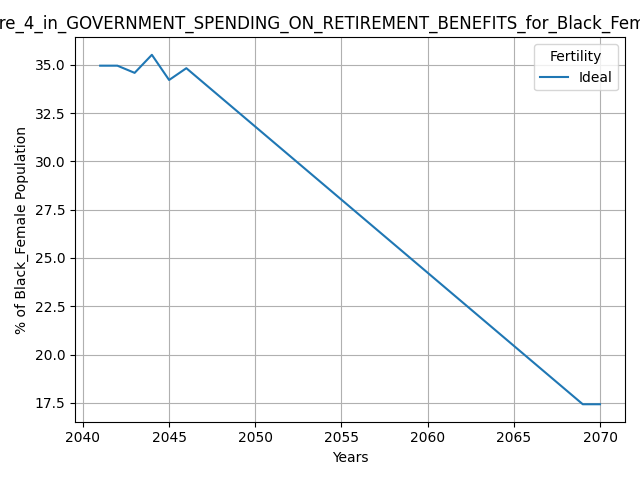 re_4_in_GOVERNMENT_SPENDING_ON_RETIREMENT_BENEFITS_for_Black_Fem
Fertility
Ideal
% of Black_Female Population
35.0
32.5
30.0
27.5
25.0
22.5
20.0
17.5
2040 2045 2050 2055 2060 2065 2070
Years